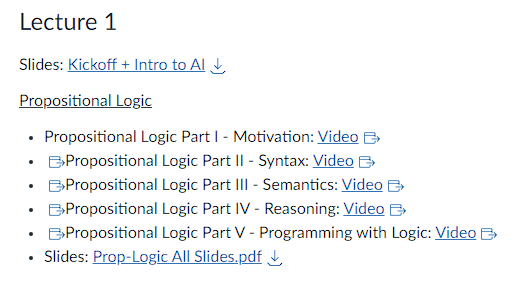 Lecture 1
Slides: Kickoff + Intro to AI
Propositional Logic
Propositional Logic Part I - Motivation: Video
Propositional Logic Part II - Syntax: Video
Propositional Logic Part III - Semantics: Video
Propositional Logic Part IV - Reasoning: Video
Propositional Logic Part V - Programming with Logic: Video
Slides: Prop-Logic All Slides.pdf